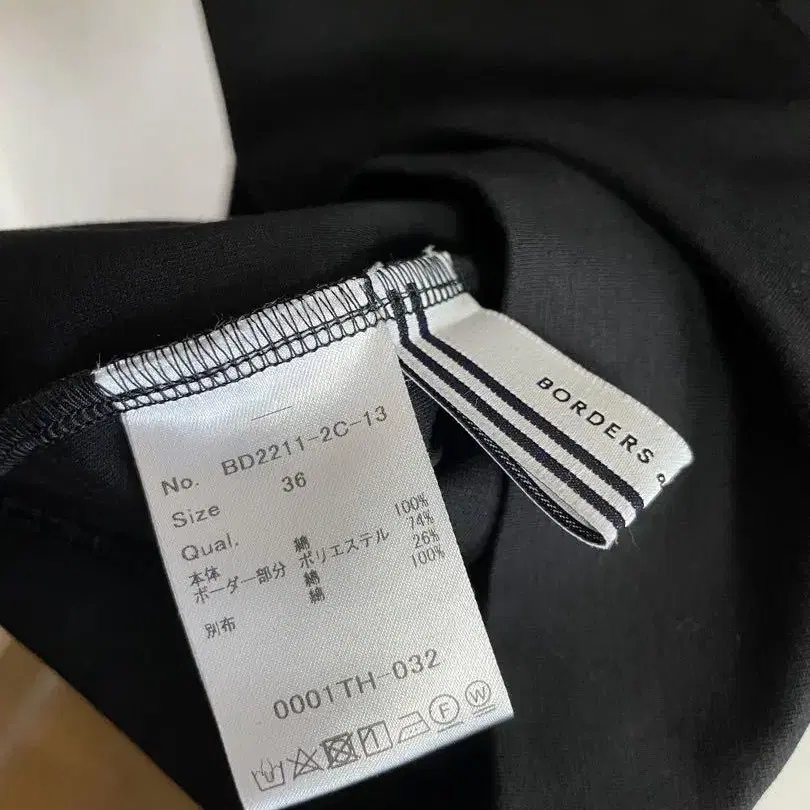 No. BD2211-2C-13
Size 36
Qual.
本体 綿 100%
ボーダー部分 ポリエステル 74%
綿 26%
別布 綿 100%
0001TH-032
F W
BORDERS